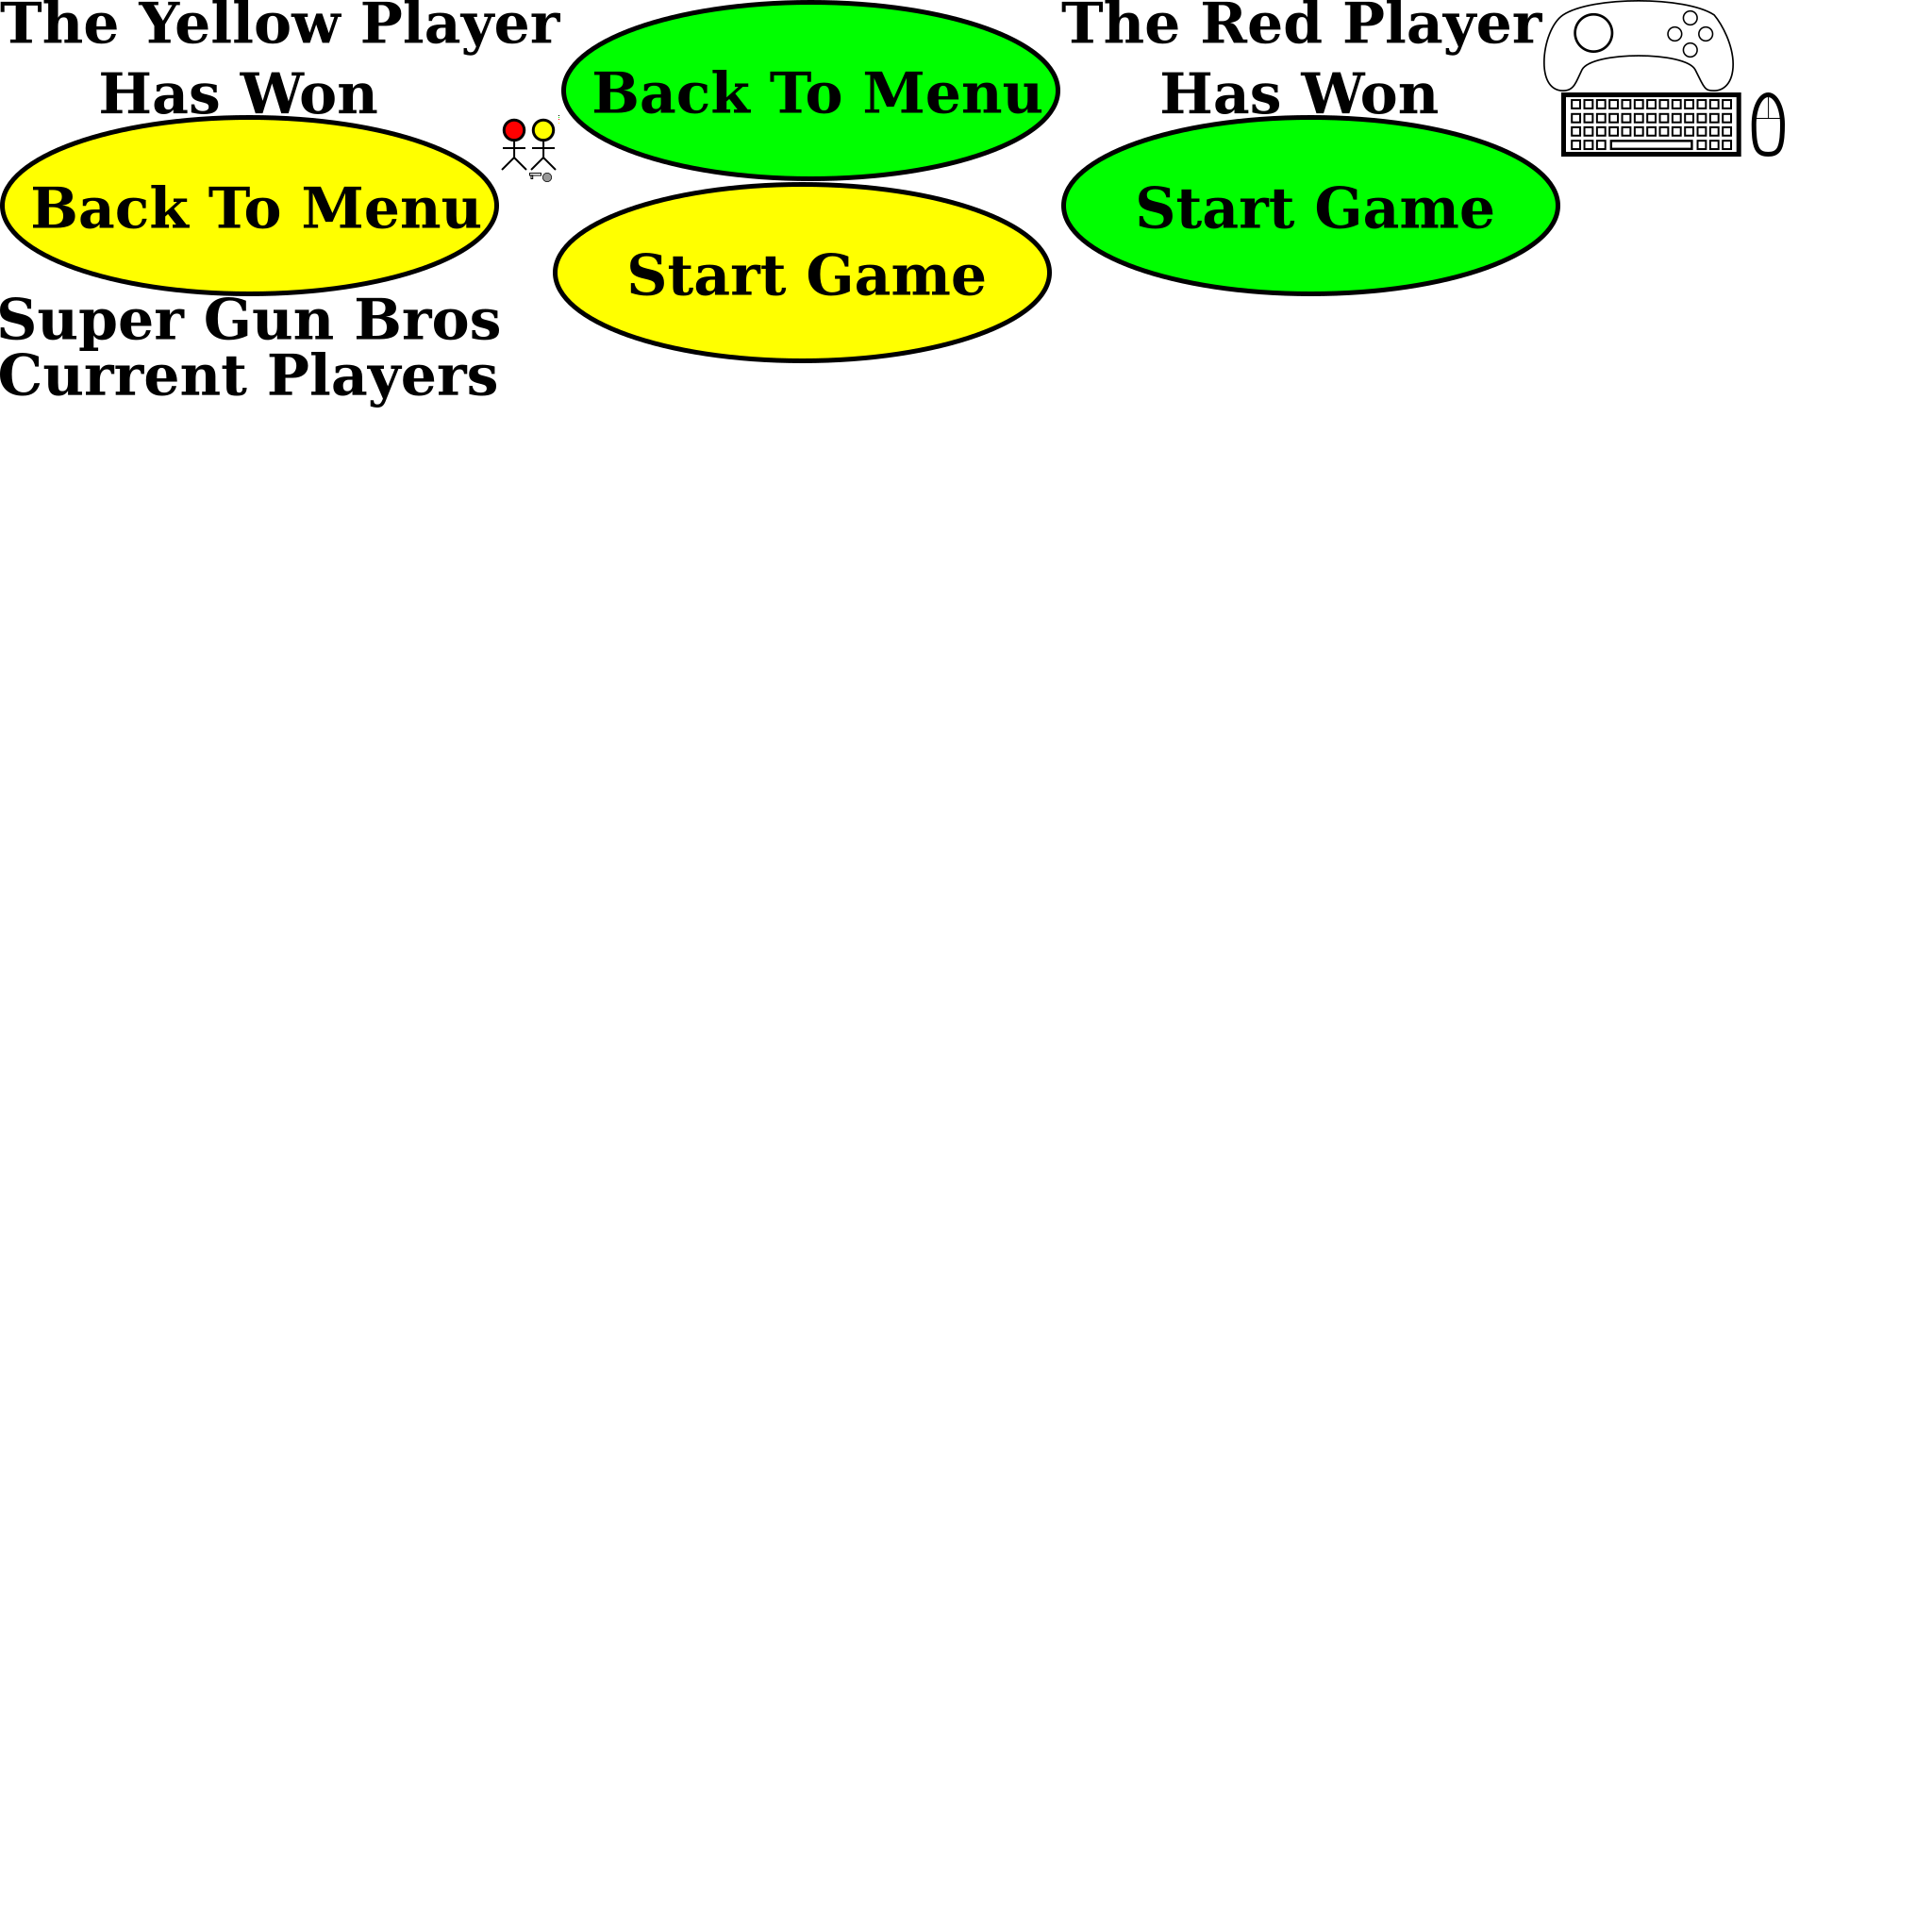 The Yellow Player
Has Won
Back To Menu
The Red Player
Has Won
Back To Menu
Start Game
Start Game
Super Gun Bros
Current Players